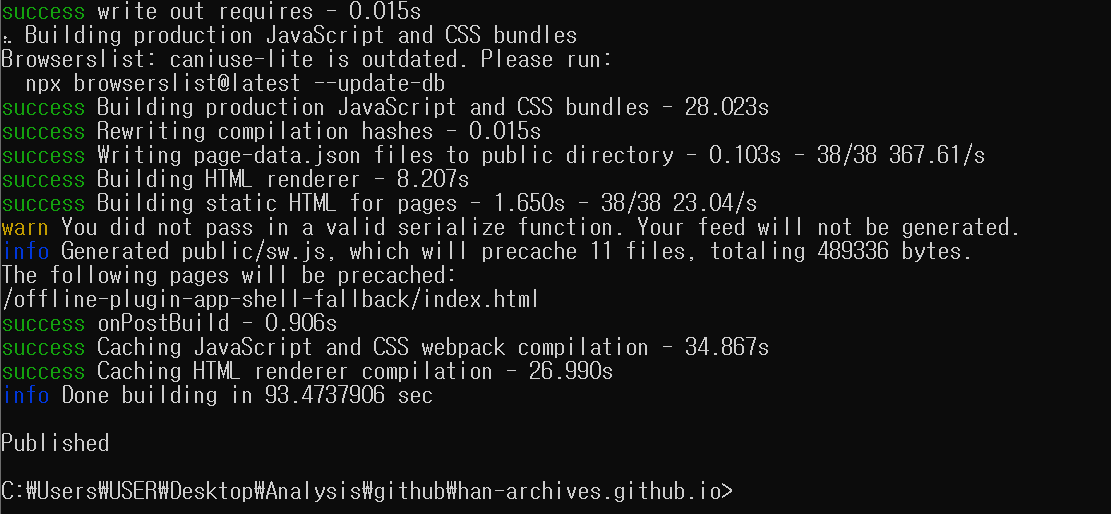 success write out requires - 0.015s
⠦ Building production JavaScript and CSS bundles
Browserslist: caniuse-lite is outdated. Please run:
  npx browserslist@latest --update-db
success Building production JavaScript and CSS bundles - 28.023s
success Rewriting compilation hashes - 0.015s
success Writing page-data.json files to public directory - 0.103s - 38/38 367.61/s
success Building HTML renderer - 8.207s
success Building static HTML for pages - 1.650s - 38/38 23.04/s
warn You did not pass in a valid serialize function. Your feed will not be generated.
info Generated public/sw.js, which will precache 11 files, totaling 489336 bytes.
The following pages will be precached:
/offline-plugin-app-shell-fallback/index.html
success onPostBuild - 0.906s
success Caching JavaScript and CSS webpack compilation - 34.867s
success Caching HTML renderer compilation - 26.990s
info Done building in 93.4737906 sec
Published
C:₩Users₩USER₩Desktop₩Analysis₩github₩han-archives.github.io>